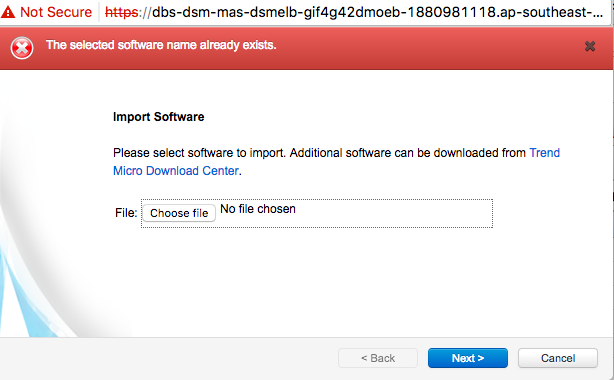 Not Secure https://dbs-dsm-mas-dsmelb-gif4g42dmoeb-1880981118.ap-southeast-...
The selected software name already exists.
Import Software
Please select software to import. Additional software can be downloaded from Trend
Micro Download Center.
File: Choose file No file chosen
< Back Next > Cancel